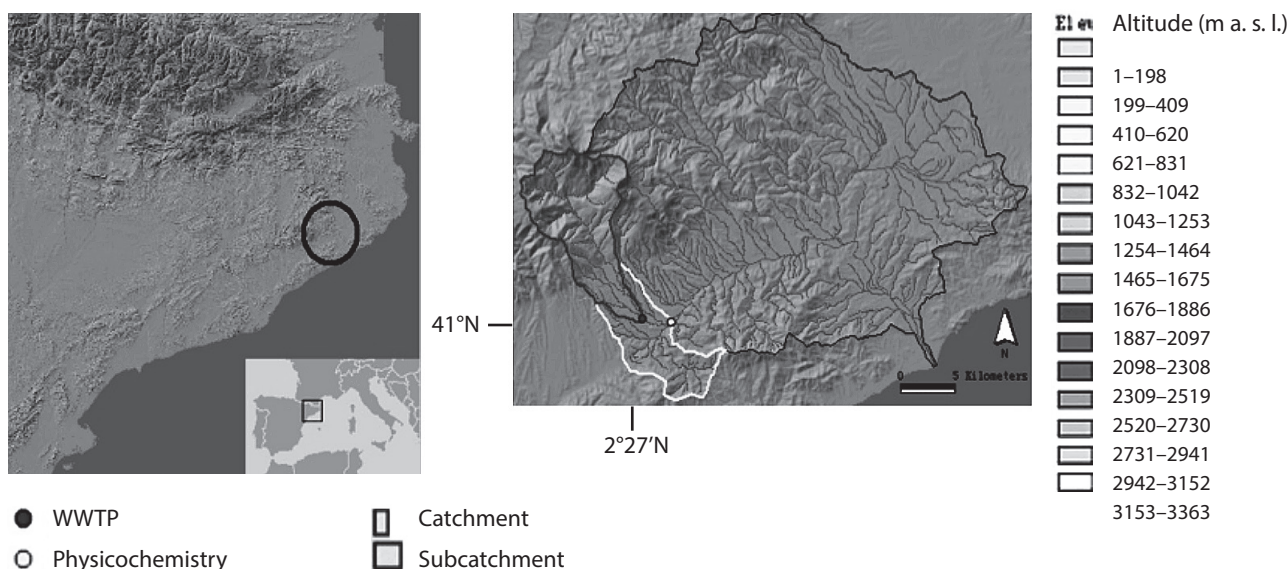 Elev
Altitude (m a. s. l.)
1–198
199–409
410–620
621–831
832–1042
1043–1253
1254–1464
1465–1675
1676–1886
1887–2097
2098–2308
2309–2519
2520–2730
2731–2941
2942–3152
3153–3363
41°N
N
0 5 Kilometers
2°27′N
WWTP
Catchment
Physicochemistry
Subcatchment